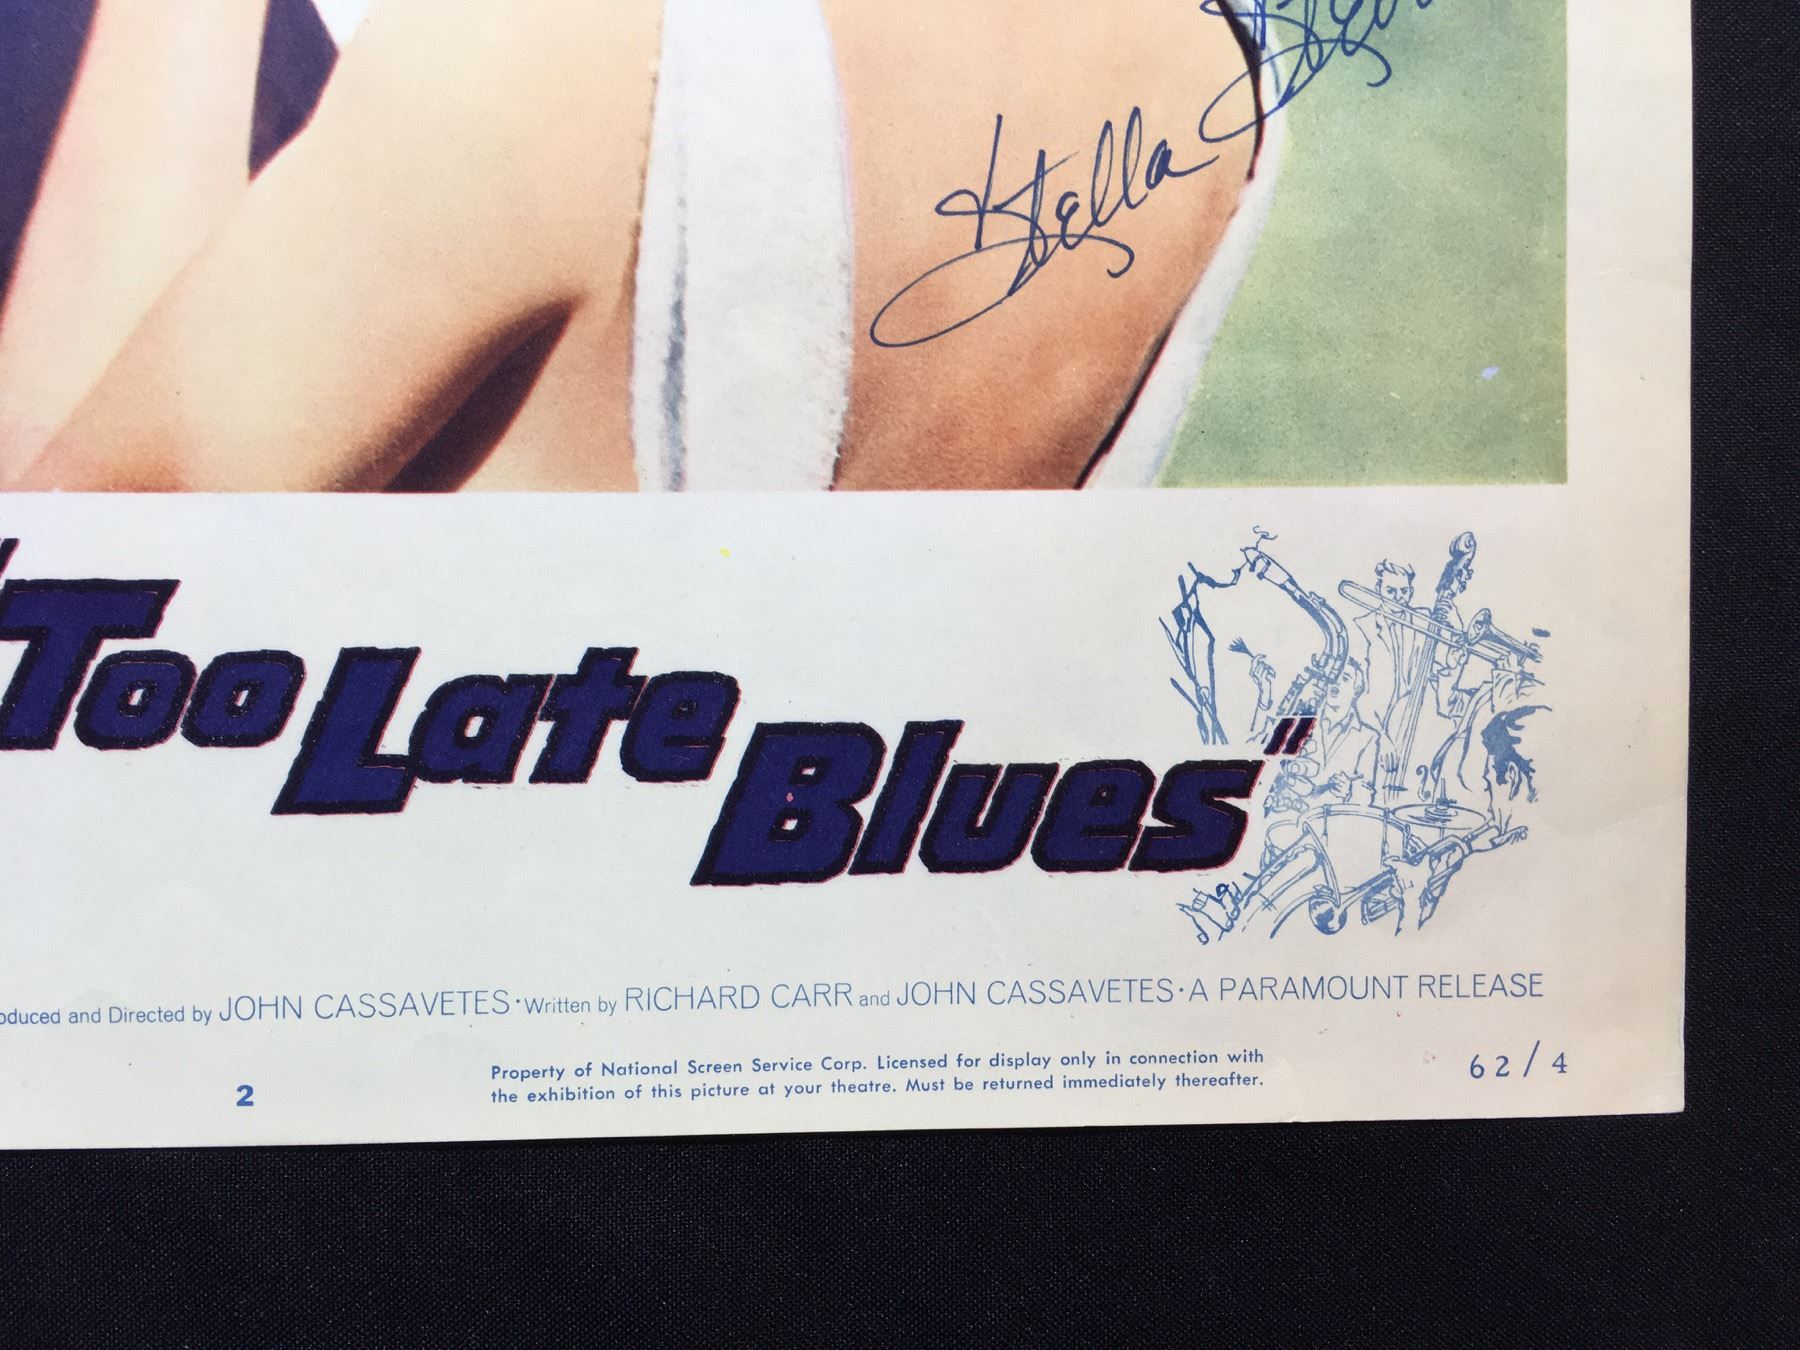 Stella
"Too Late Blues"
Directed by JOHN CASSAVETES · Written by RICHARD CARR and JOHN CASSAVETES · A PARAMOUNT RELEASE
2
Property of National Screen Service Corp. Licensed for display only in connection with
the exhibition of this picture at your theatre. Must be returned immediately thereafter.
62/4